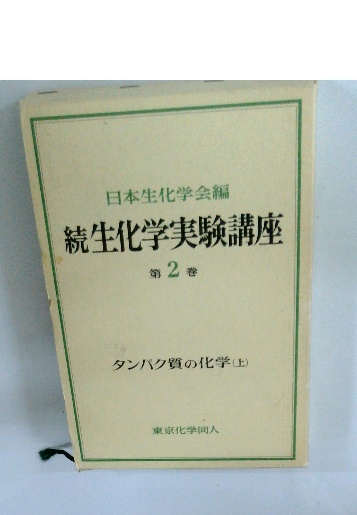 日本生化学会編
続生化学実験講座
第2巻
タンパク質の化学(上)
東京化学同人